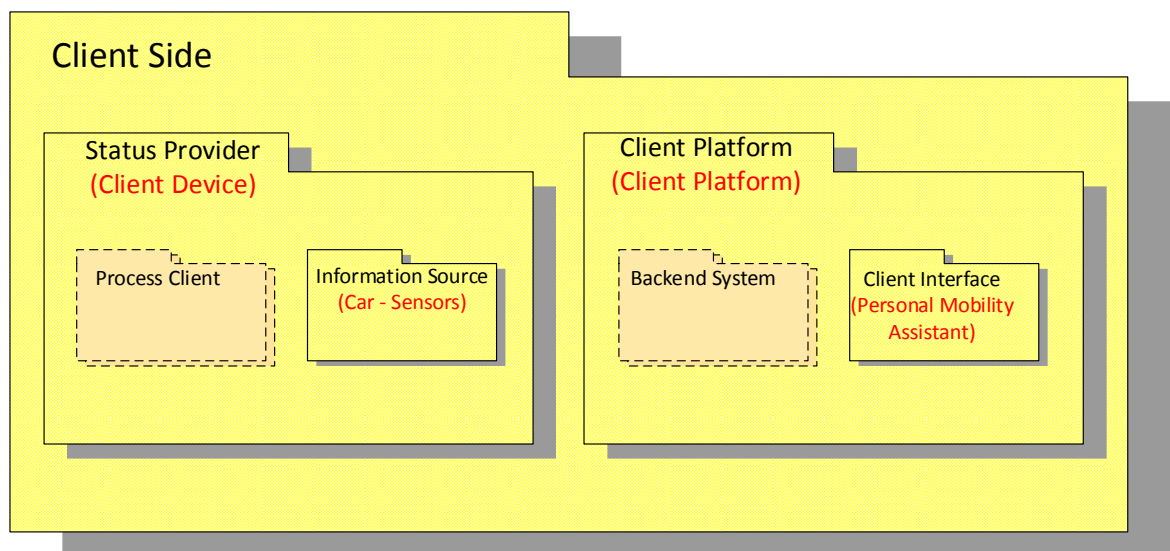 Client Side
Status Provider
(Client Device)
Process Client
Information Source
(Car - Sensors)
Client Platform
(Client Platform)
Backend System
Client Interface
(Personal Mobility
Assistant)